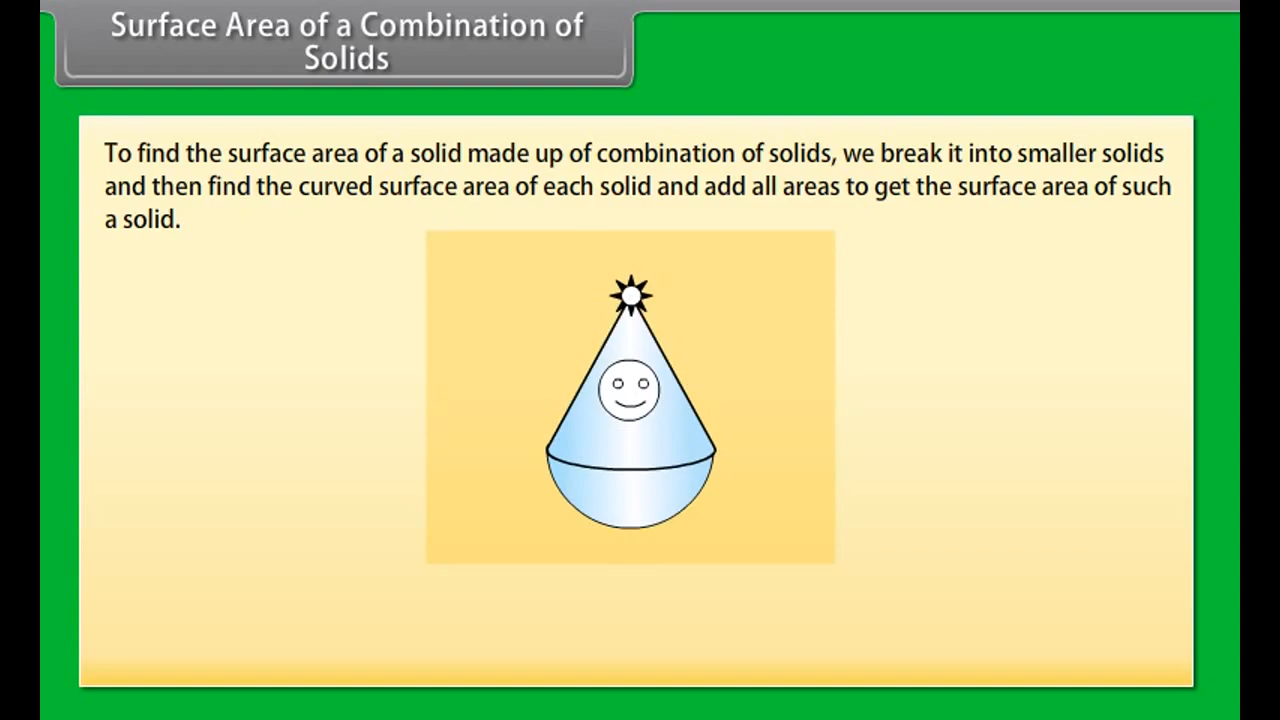 Surface Area of a Combination of
Solids
To find the surface area of a solid made up of combination of solids, we break it into smaller solids
and then find the curved surface area of each solid and add all areas to get the surface area of such
a solid.